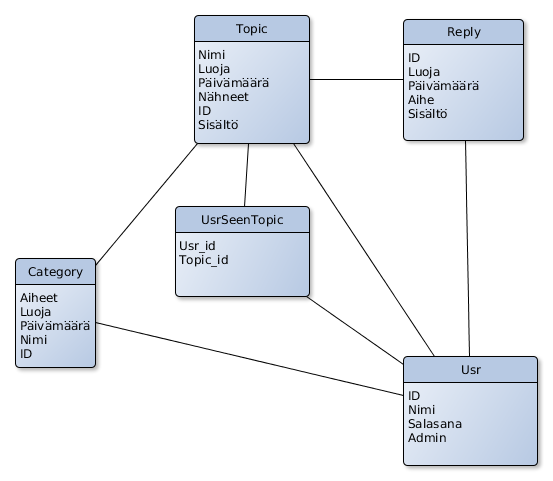 Topic
Nimi
Luoja
Päivämäärä
Nähneet
ID
Sisältö
Reply
ID
Luoja
Päivämäärä
Aihe
Sisältö
UsrSeenTopic
Usr_id
Topic_id
Category
Aiheet
Luoja
Päivämäärä
Nimi
ID
Usr
ID
Nimi
Salasana
Admin